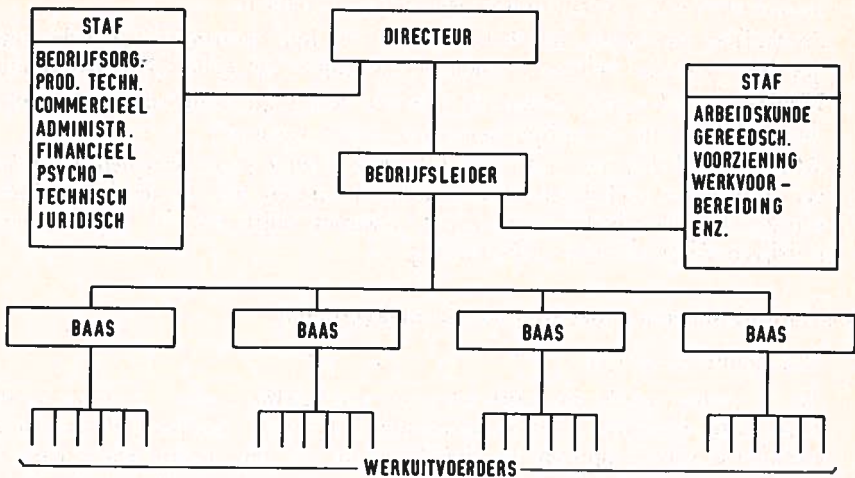 STAF
BEDRIJFSORG.-
PROD. TECHN.
COMMERCIEEL
ADMINISTR.
FINANCIEEL
PSYCHO-
TECHNISCH
JURIDISCH
DIRECTEUR
STAF
ARBEIDSKUNDE
GEREEDSCH.
VOORZIENING
WERKVOOR-
BEREIDING
ENZ.
BEDRIJFSLEIDER
BAAS
BAAS
BAAS
BAAS
WERKUITVOERDERS